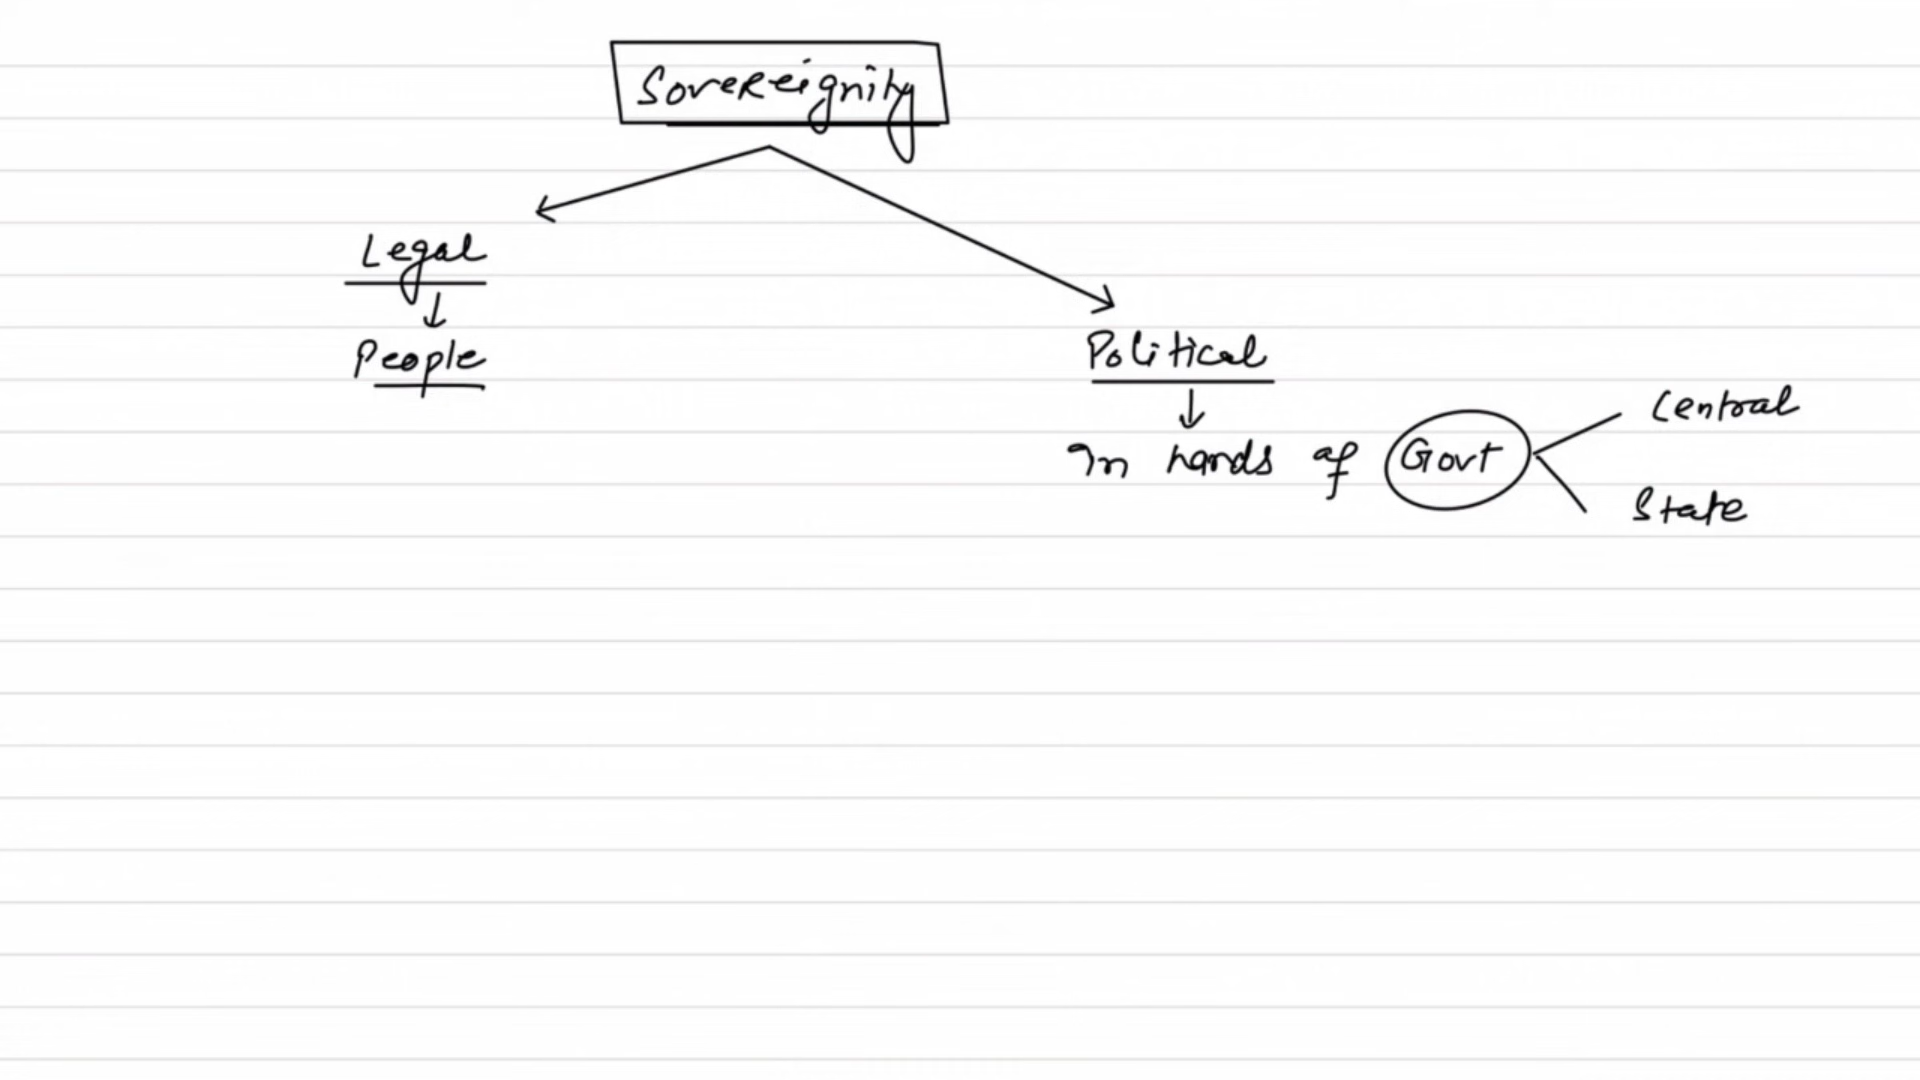 Sovereignity
Legal
People
Political
In hands of Govt
Central
State